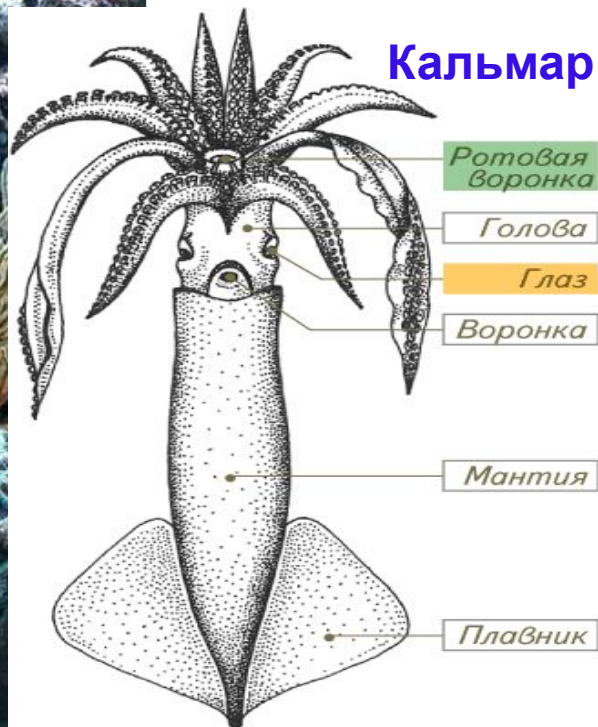 Кальмар
Ротовая
воронка
Голова
Глаз
Воронка
Мантия
Плавник